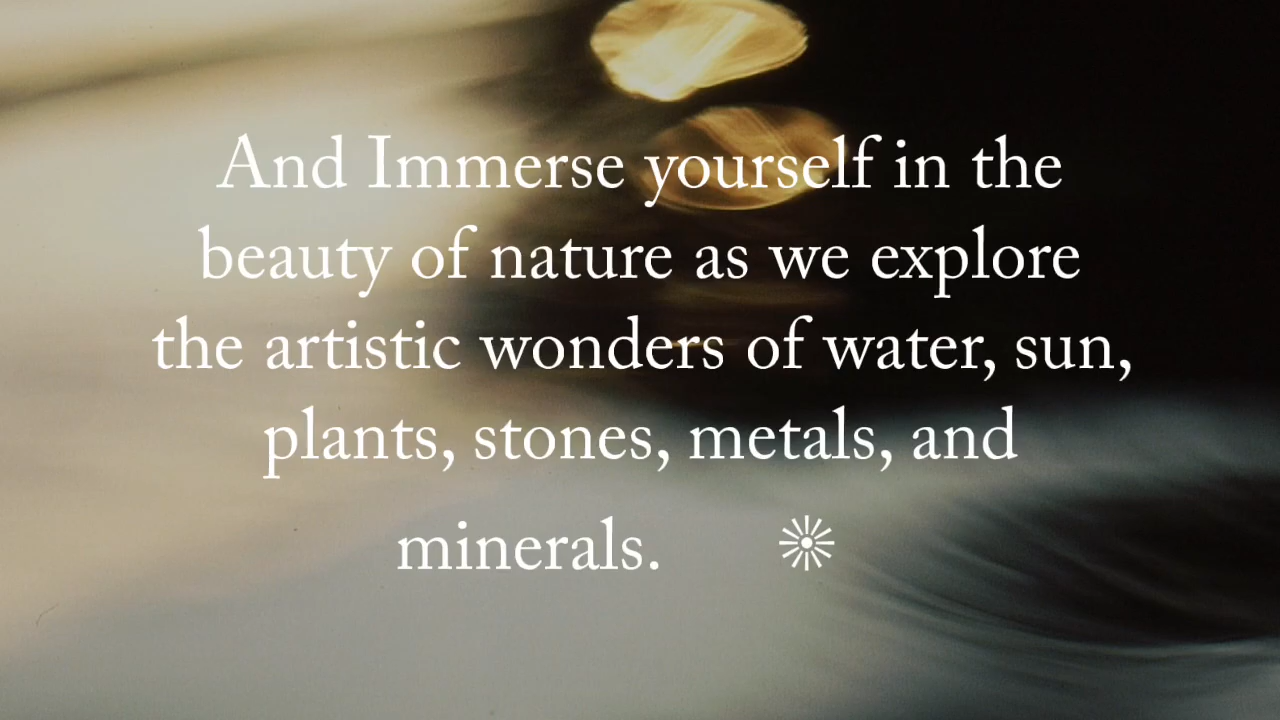 And Immerse yourself in the
beauty of nature as we explore
the artistic wonders of water, sun,
plants, stones, metals, and
minerals.